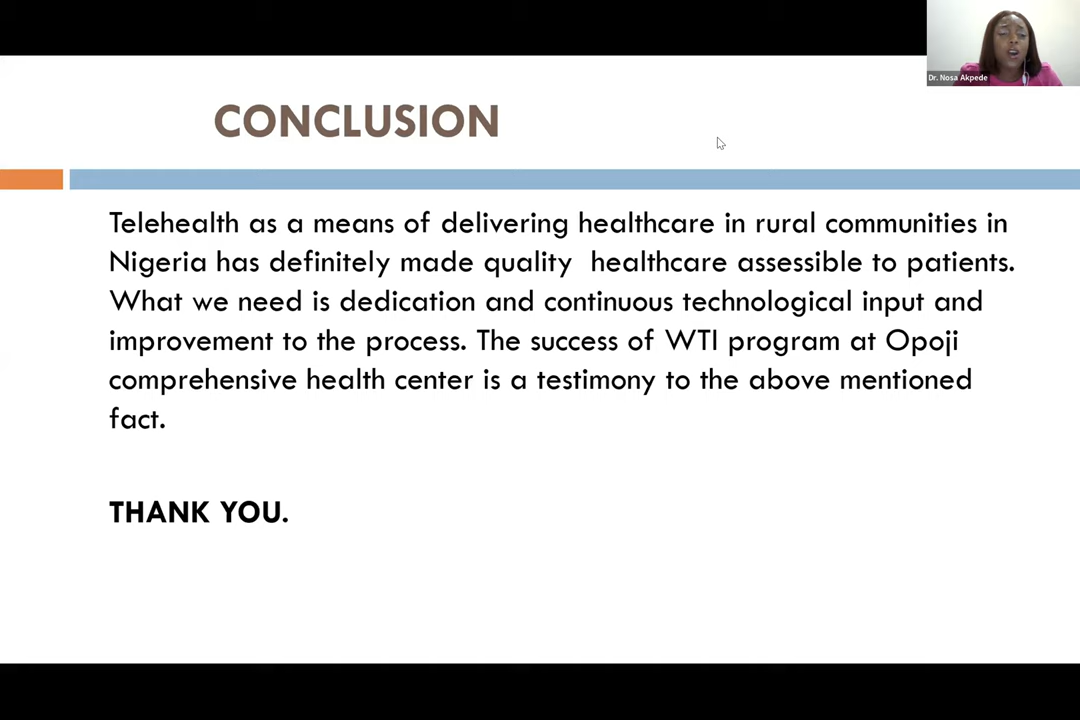 Dr. Nosa Akpede
CONCLUSION
Telehealth as a means of delivering healthcare in rural communities in
Nigeria has definitely made quality  healthcare assessible to patients.
What we need is dedication and continuous technological input and
improvement to the process. The success of WTI program at Opoji
comprehensive health center is a testimony to the above mentioned
fact.
THANK YOU.